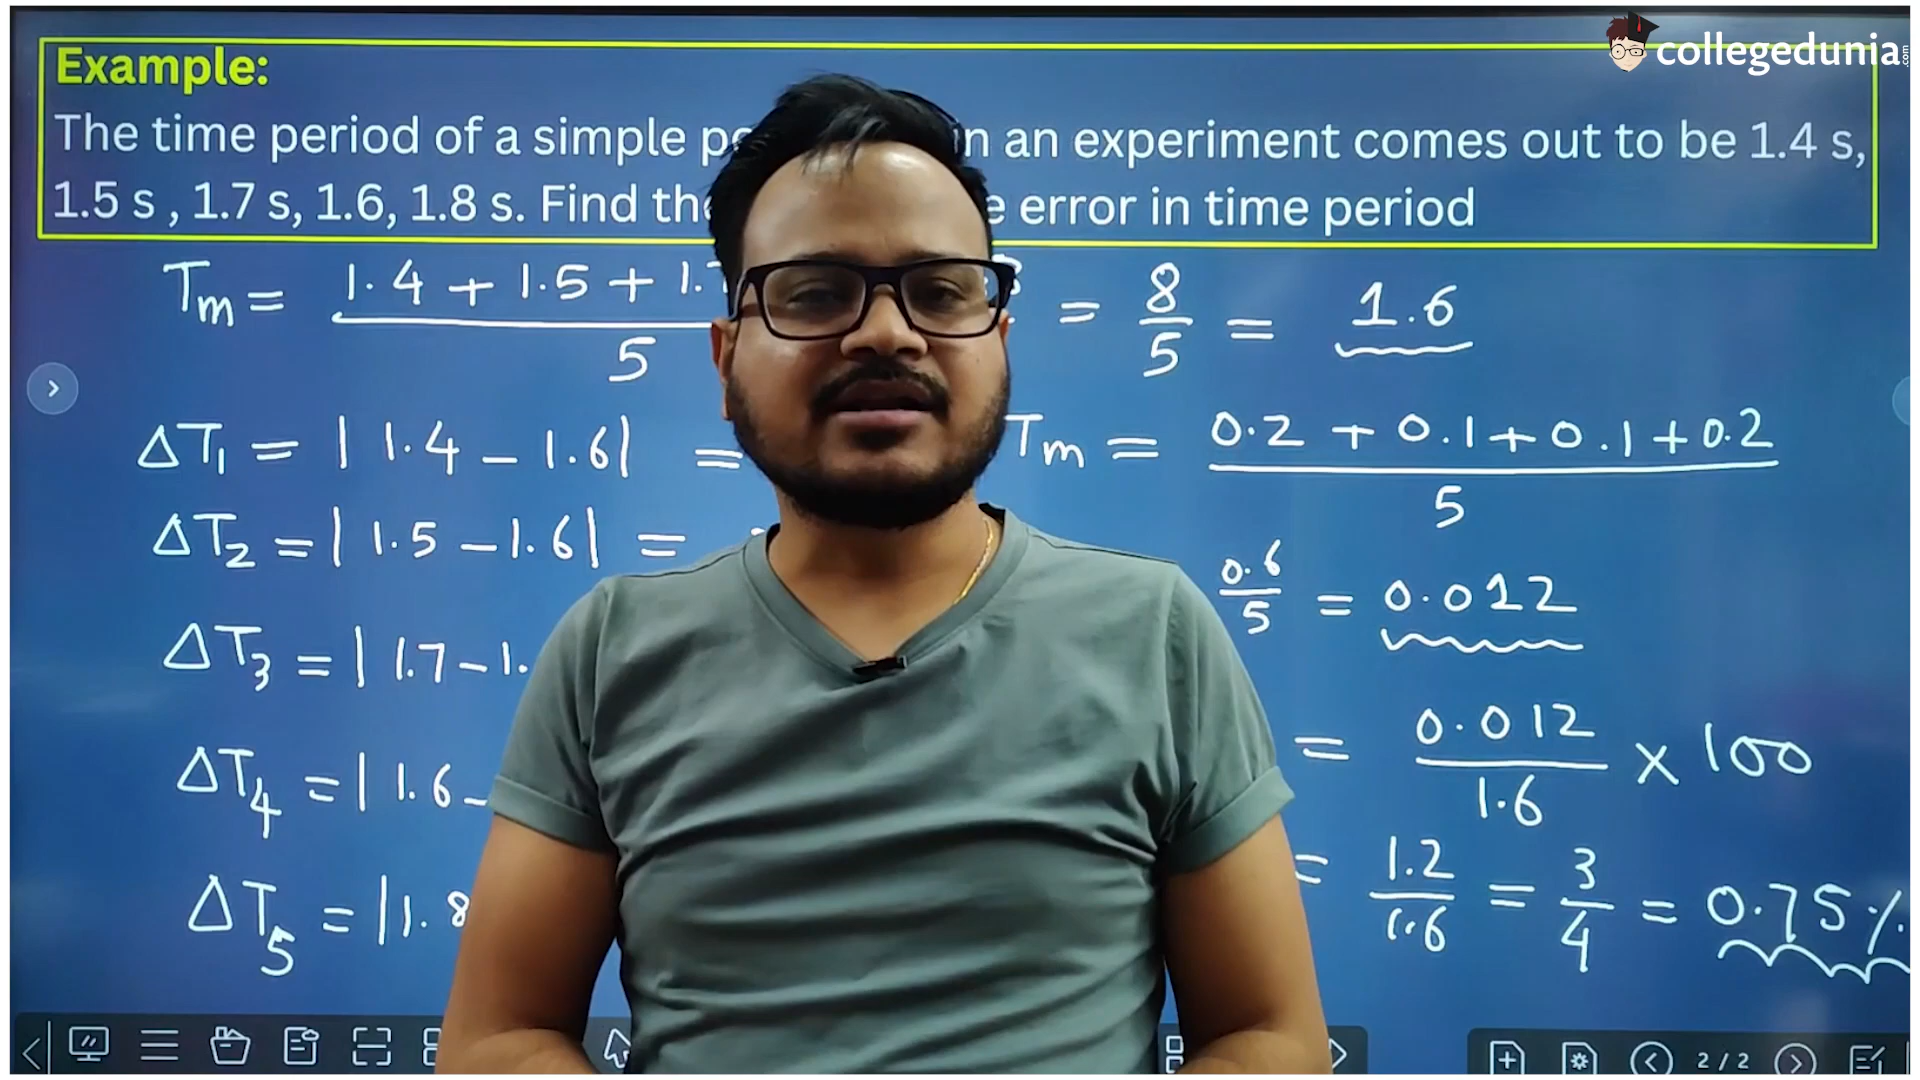 collegedunia
.com
Example:
The time period of a simple in an experiment comes out to be 1.4 s,
1.5 s , 1.7 s, 1.6, 1.8 s. Find the error in time period
Tm = 1.4 + 1.5 + 1.7 / 5 = 8/5 = 1.6
ΔT1 = | 1.4 - 1.6| =
Tm = 0.2 + 0.1 + 0.1 + 0.2 / 5
ΔT2 = | 1.5 - 1.6| =
0.6/5 = 0.012
ΔT3 = | 1.7 - 1.
= 0.012/1.6 × 100
ΔT4 = | 1.6 -
= 1.2/1.6 = 3/4 = 0.75%
ΔT5 = |1.8
2/2